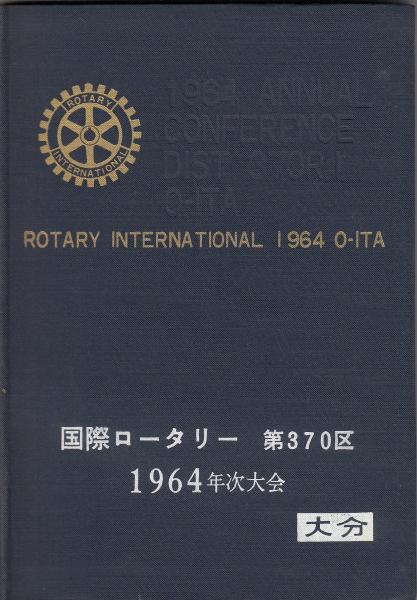 ROTARY
INTERNATIONAL
1964 ANNUAL
CONFERENCE
O-ITA
ROTARY INTERNATIONAL 1964 O-ITA
国際ロータリー 第370区
1964年次大会
大分